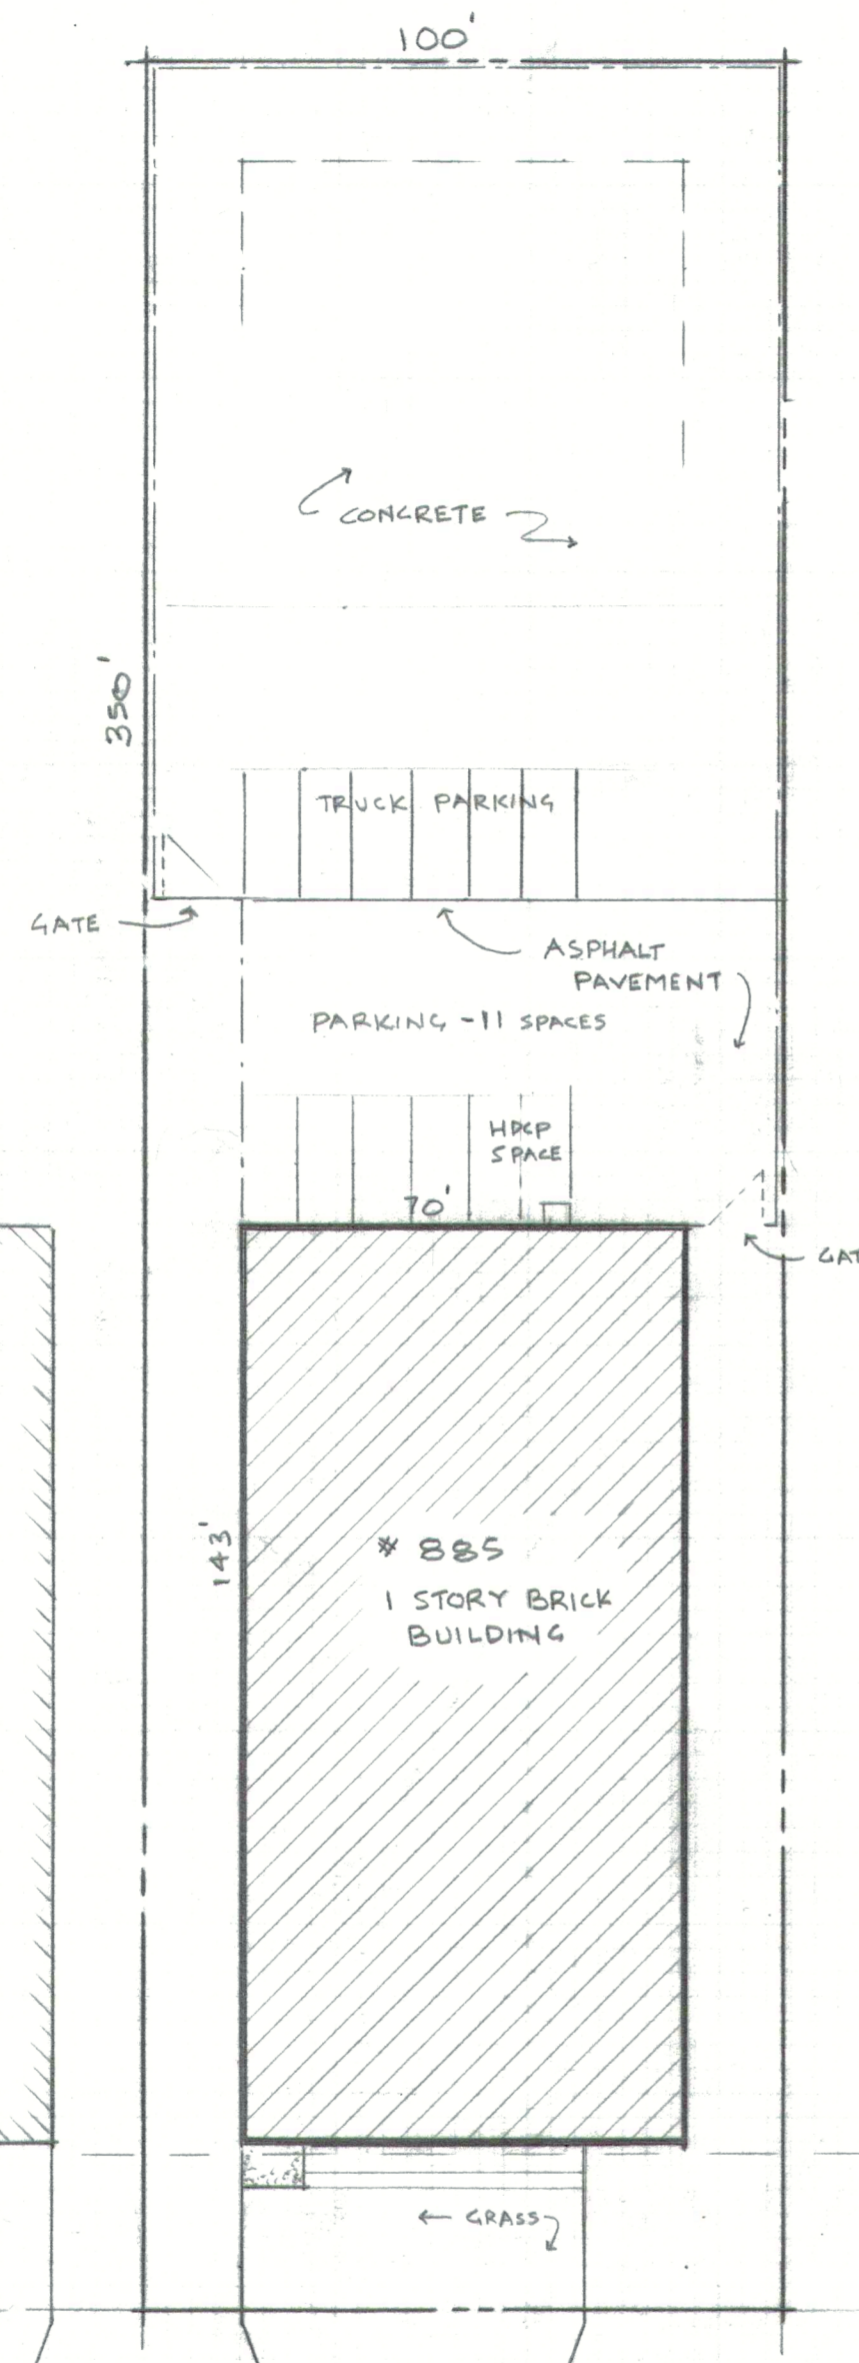 100'
CONCRETE
350'
TRUCK PARKING
GATE
ASPHALT
PAVEMENT
PARKING - 11 SPACES
HDCP
SPACE
70'
GAT
143'
# 885
1 STORY BRICK
BUILDING
GRASS